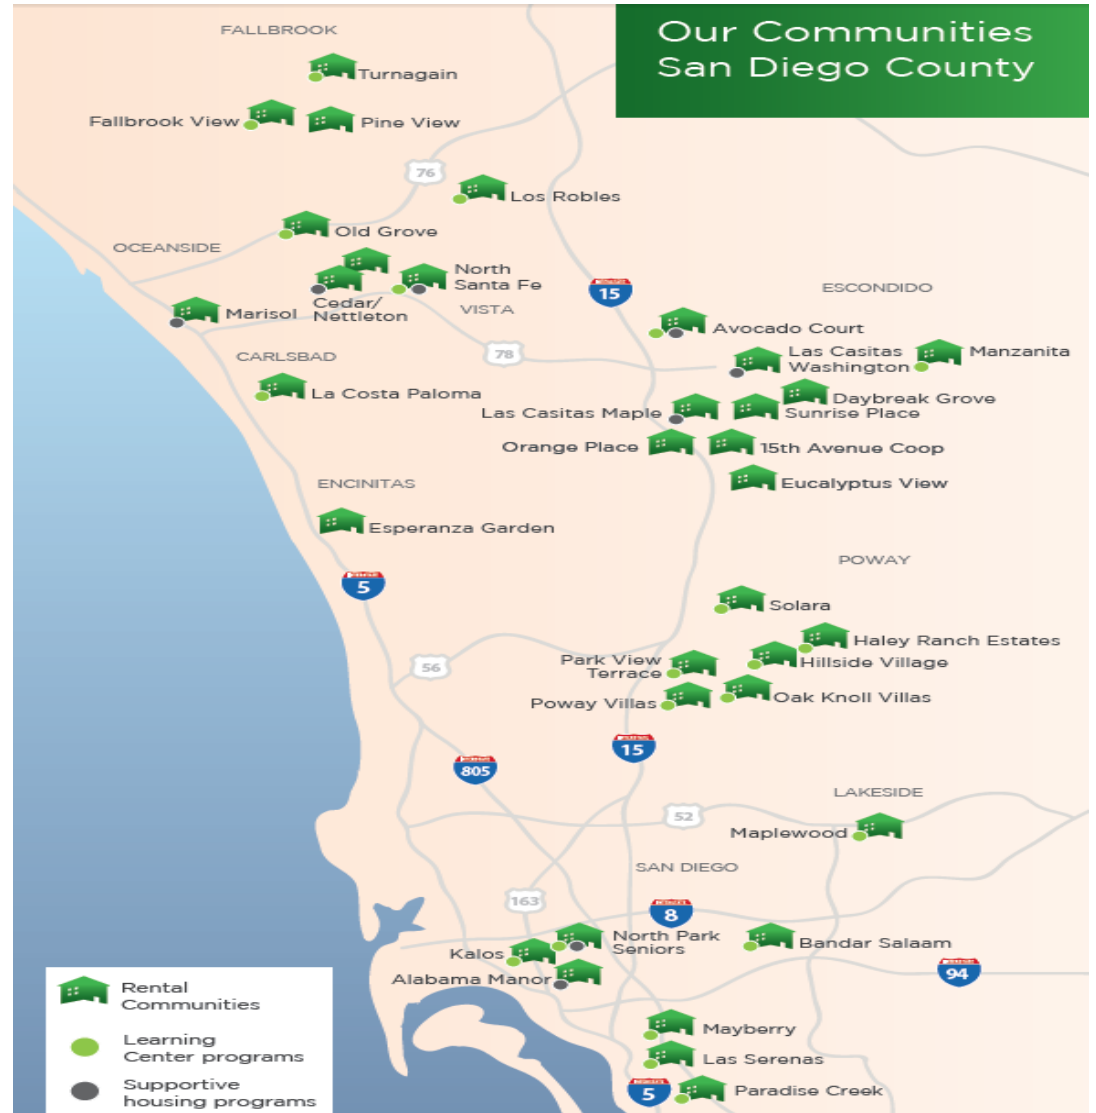 Our Communities
San Diego County
FALLBROOK
Turnagain
Fallbrook View
Pine View
76
Los Robles
Old Grove
OCEANSIDE
North
Santa Fe
Cedar/
Nettleton
Marisol
VISTA
15
ESCONDIDO
Avocado Court
78
Las Casitas
Washington
Manzanita
CARLSBAD
La Costa Paloma
Daybreak Grove
Las Casitas Maple
Sunrise Place
Orange Place
15th Avenue Coop
ENCINITAS
Eucalyptus View
Esperanza Garden
POWAY
5
Solara
Haley Ranch Estates
56
Park View
Terrace
Hillside Village
Poway Villas
Oak Knoll Villas
15
805
LAKESIDE
52
Maplewood
SAN DIEGO
163
8
North Park
Seniors
Kalos
Bandar Salaam
Alabama Manor
94
Rental
Communities
Learning
Center programs
Supportive
housing programs
Mayberry
Las Serenas
5
Paradise Creek